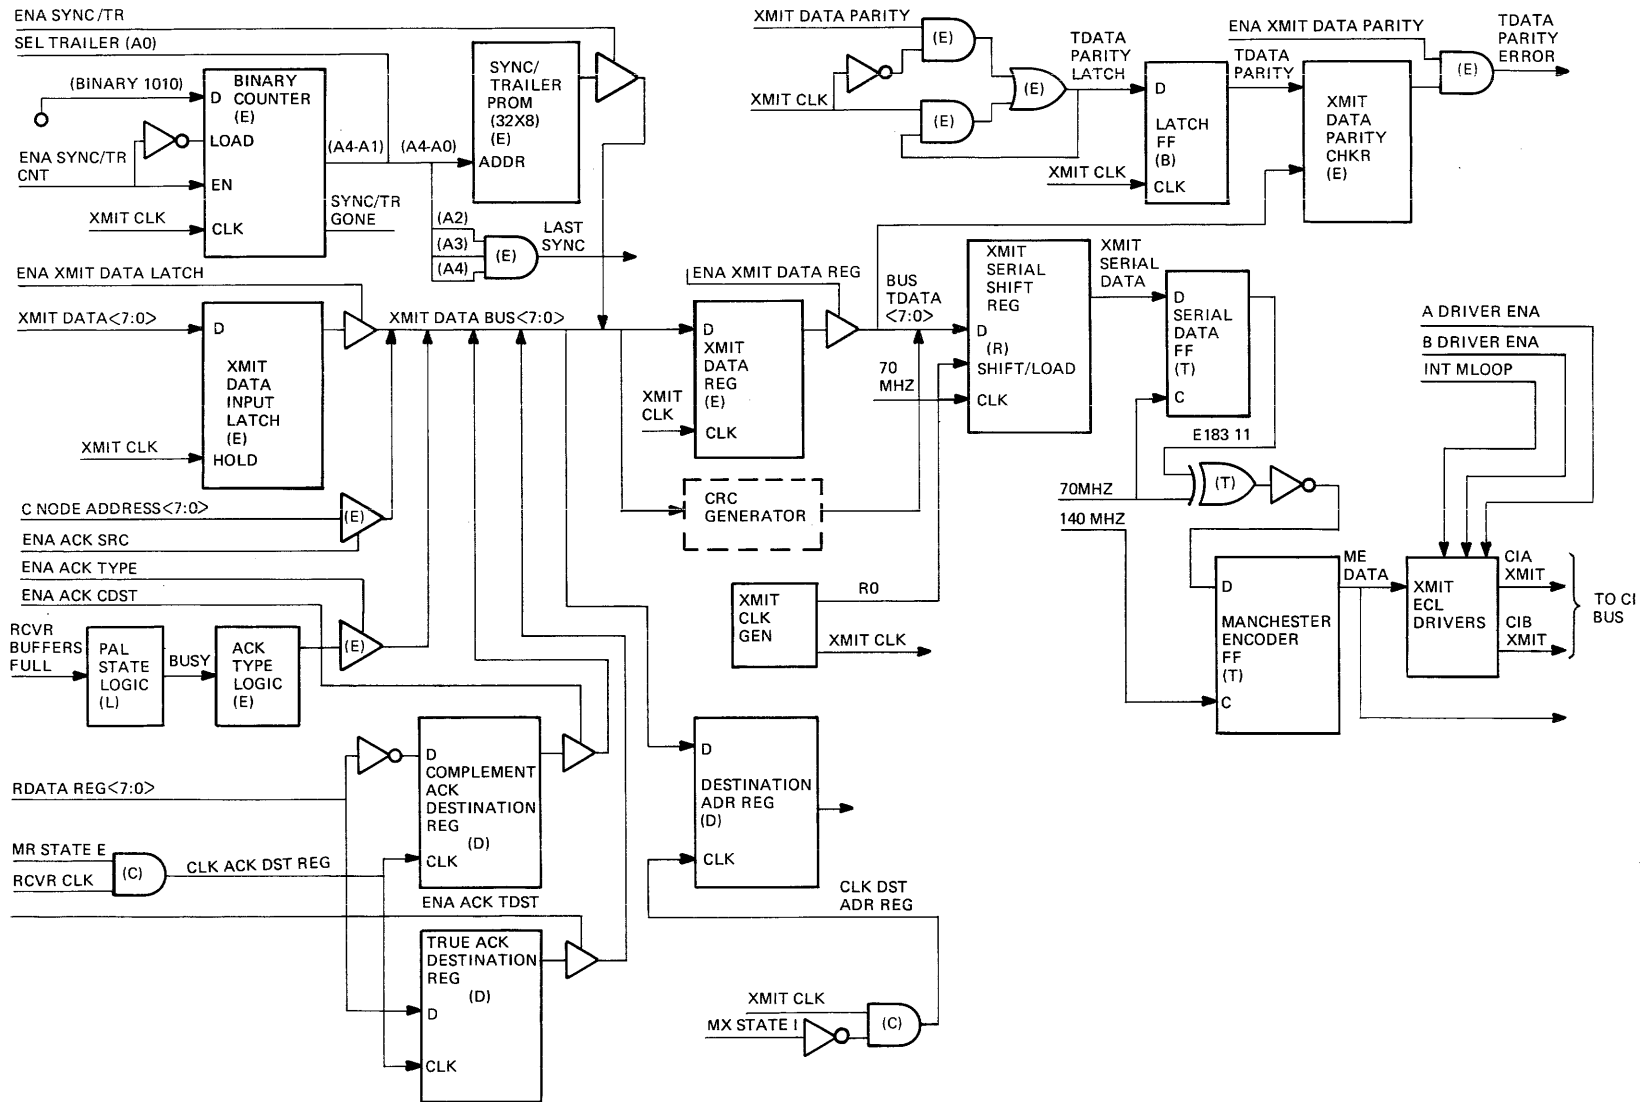 ENA SYNC/TR
SEL TRAILER (A0)
(BINARY 1010)
BINARY
COUNTER
(E)
D
LOAD
EN
CLK
ENA SYNC/TR
CNT
XMIT CLK
(A4-A1)
(A4-A0)
SYNC/TR
GONE
SYNC/
TRAILER
PROM
(32X8)
(E)
ADDR
(A2)
(A3)
(A4)
(E)
LAST
SYNC
XMIT DATA PARITY
(E)
XMIT CLK
(E)
(E)
TDATA
PARITY
LATCH
D
LATCH
FF
(B)
CLK
XMIT CLK
ENA XMIT DATA PARITY
TDATA
PARITY
XMIT
DATA
PARITY
CHKR
(E)
(E)
TDATA
PARITY
ERROR
ENA XMIT DATA LATCH
XMIT DATA<7:0>
D
XMIT
DATA
INPUT
LATCH
(E)
HOLD
XMIT CLK
XMIT DATA BUS<7:0>
ENA XMIT DATA REG
D
XMIT
DATA
REG
(E)
CLK
XMIT
CLK
BUS
TDATA
<7:0>
70
MHZ
XMIT
SERIAL
SHIFT
REG
D
(R)
SHIFT/LOAD
CLK
XMIT
SERIAL
DATA
D
SERIAL
DATA
FF
(T)
C
E183 11
A DRIVER ENA
B DRIVER ENA
INT MLOOP
C NODE ADDRESS<7:0>
(E)
ENA ACK SRC
ENA ACK TYPE
ENA ACK CDST
RCVR
BUFFERS
FULL
PAL
STATE
LOGIC
(L)
BUSY
ACK
TYPE
LOGIC
(E)
(E)
CRC
GENERATOR
XMIT
CLK
GEN
R0
XMIT CLK
70MHZ
140 MHZ
(T)
D
MANCHESTER
ENCODER
FF
(T)
C
ME
DATA
XMIT
ECL
DRIVERS
CIA
XMIT
CIB
XMIT
TO CI
BUS
RDATA REG<7:0>
D
COMPLEMENT
ACK
DESTINATION
REG
(D)
CLK
MR STATE E
RCVR CLK
(C)
CLK ACK DST REG
ENA ACK TDST
TRUE ACK
DESTINATION
REG
(D)
D
CLK
D
DESTINATION
ADR REG
(D)
CLK
CLK DST
ADR REG
XMIT CLK
MX STATE I
(C)